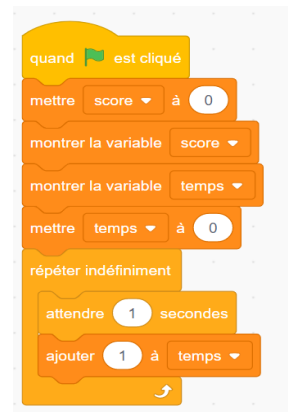 quand est cliqué
mettre score à 0
montrer la variable score
montrer la variable temps
mettre temps à 0
répéter indéfiniment
attendre 1 secondes
ajouter 1 à temps